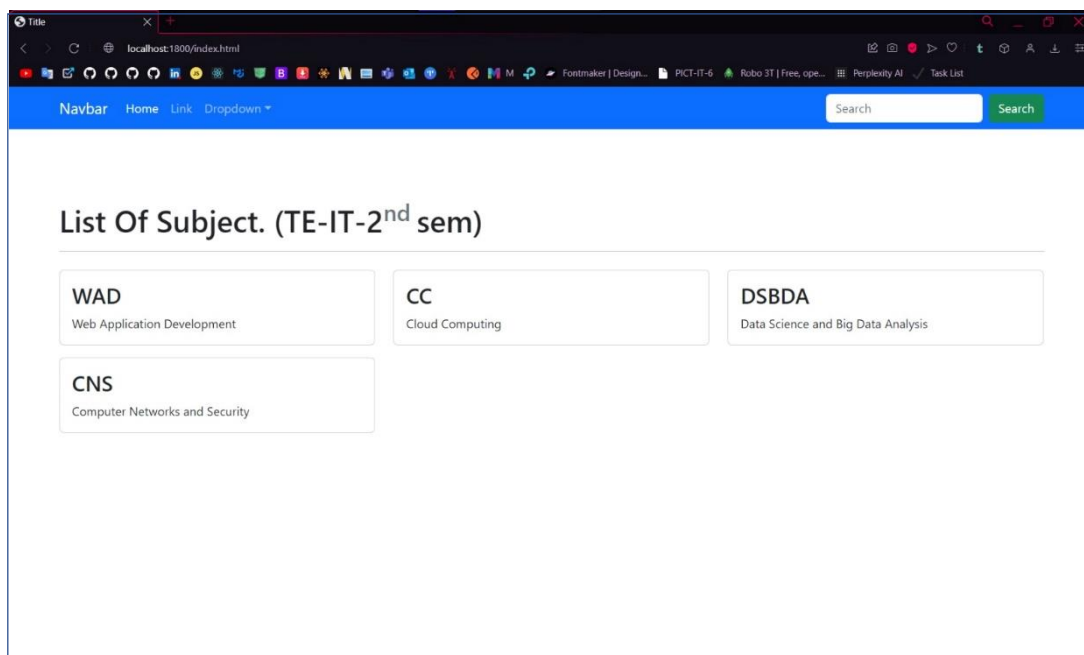 Title
localhost:1800/index.html
Fontmaker | Design... PICT-IT-6 Robo 3T | Free, ope... Perplexity AI Task List
Navbar Home Link Dropdown Search Search
List Of Subject. (TE-IT-2nd sem)
WAD
Web Application Development
CC
Cloud Computing
DSBDA
Data Science and Big Data Analysis
CNS
Computer Networks and Security